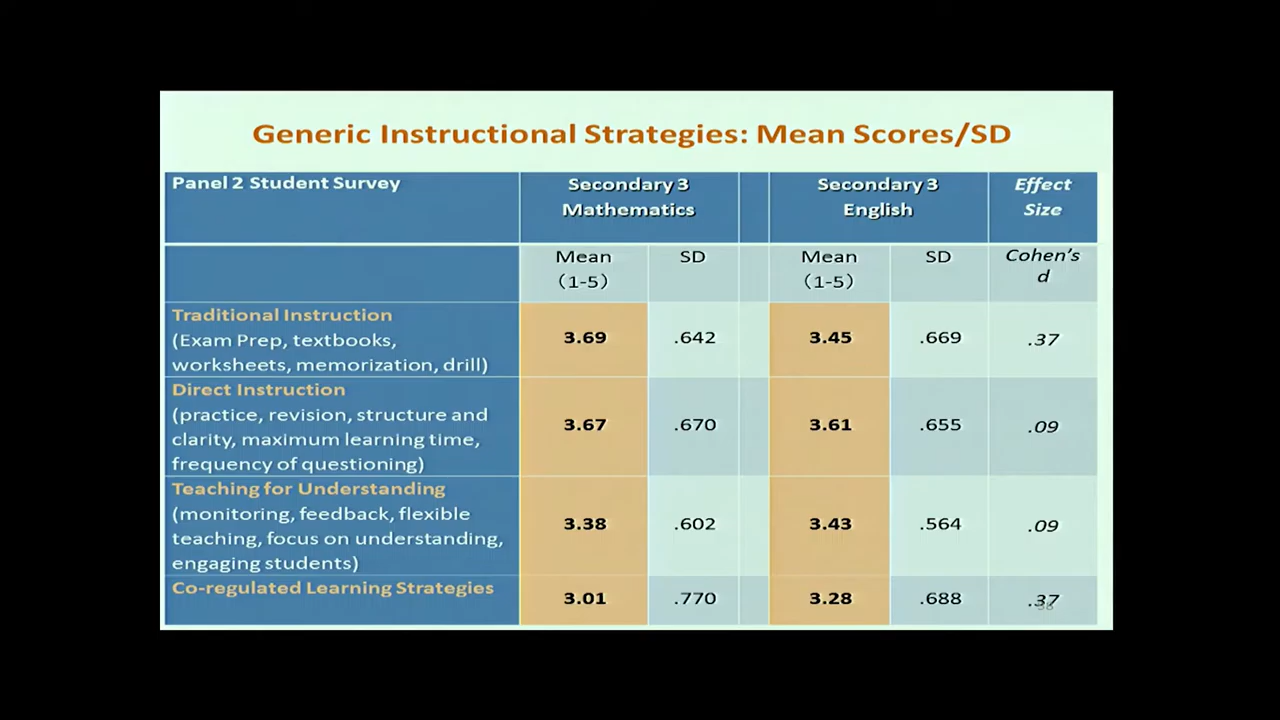 Generic Instructional Strategies: Mean Scores/SD
Panel 2 Student Survey
Secondary 3
Mathematics
Secondary 3
English
Effect
Size
Mean
(1-5)
SD
Mean
(1-5)
SD
Cohen's
d
Traditional Instruction
(Exam Prep, textbooks,
worksheets, memorization, drill)
3.69
.642
3.45
.669
.37
Direct Instruction
(practice, revision, structure and
clarity, maximum learning time,
frequency of questioning)
3.67
.670
3.61
.655
.09
Teaching for Understanding
(monitoring, feedback, flexible
teaching, focus on understanding,
engaging students)
3.38
.602
3.43
.564
.09
Co-regulated Learning Strategies
3.01
.770
3.28
.688
.37